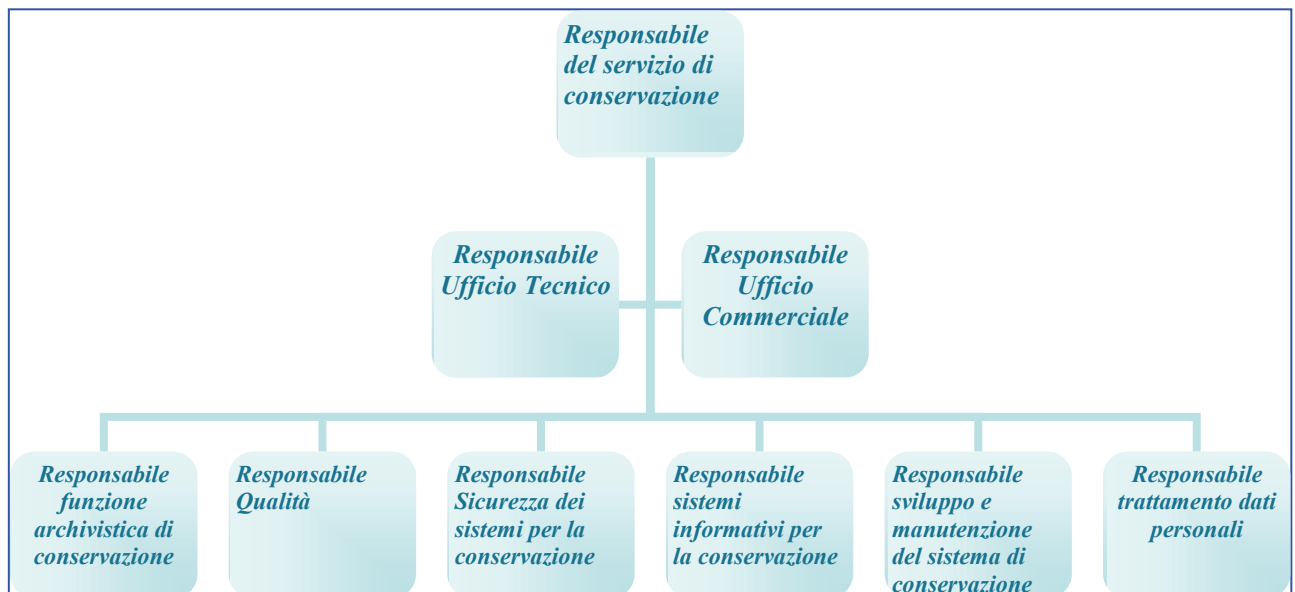 Responsabile
del servizio di
conservazione
Responsabile
Ufficio Tecnico
Responsabile
Ufficio
Commerciale
Responsabile
funzione
archivistica di
conservazione
Responsabile
Qualità
Responsabile
Sicurezza dei
sistemi per la
conservazione
Responsabile
sistemi
informativi per
la conservazione
Responsabile
sviluppo e
manutenzione
del sistema di
conservazione
Responsabile
trattamento dati
personali